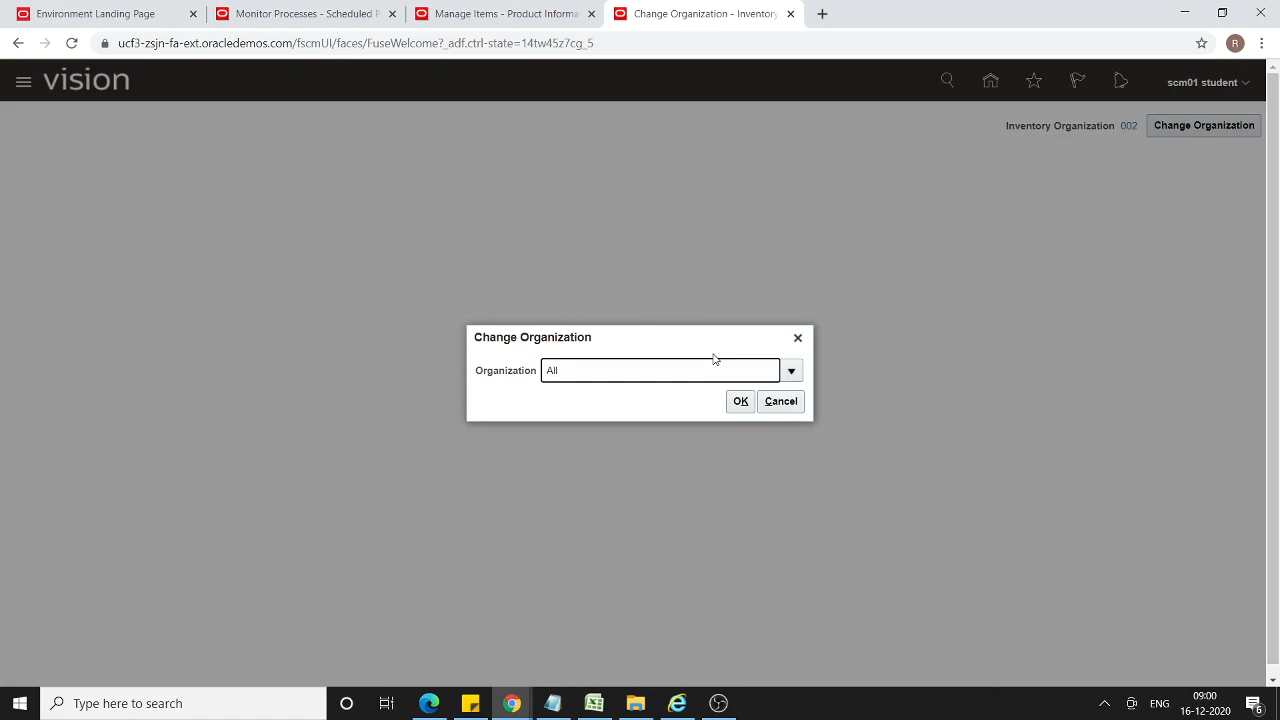 Environment Landing Page
Monitor Processes - Scheduled P
Manage Items - Product Informa
Change Organization - Inventory
ucf3-zsjn-fa-ext.oracledemos.com/fscmUI/faces/FuseWelcome?_adf.ctrl-state=14tw45z7cg_5
R
vision
scm01 student
Inventory Organization 002 Change Organization
Change Organization
Organization All
OK Cancel
Type here to search
ENG
09:00
16-12-2020
6